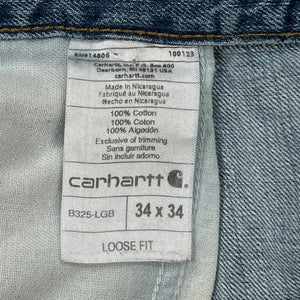 RN#14806 100123
Carhartt, Inc. P.O. Box 600
Dearborn, MI 48121 USA
carhartt.com
Made in Nicaragua
Fabriqué au Nicaragua
Hecho en Nicaragua
100% Cotton
100% Coton
100% Algodón
Exclusive of trimming
Sans garniture
Sin incluir adorno
carhartt
B325-LGB 34 x 34
LOOSE FIT